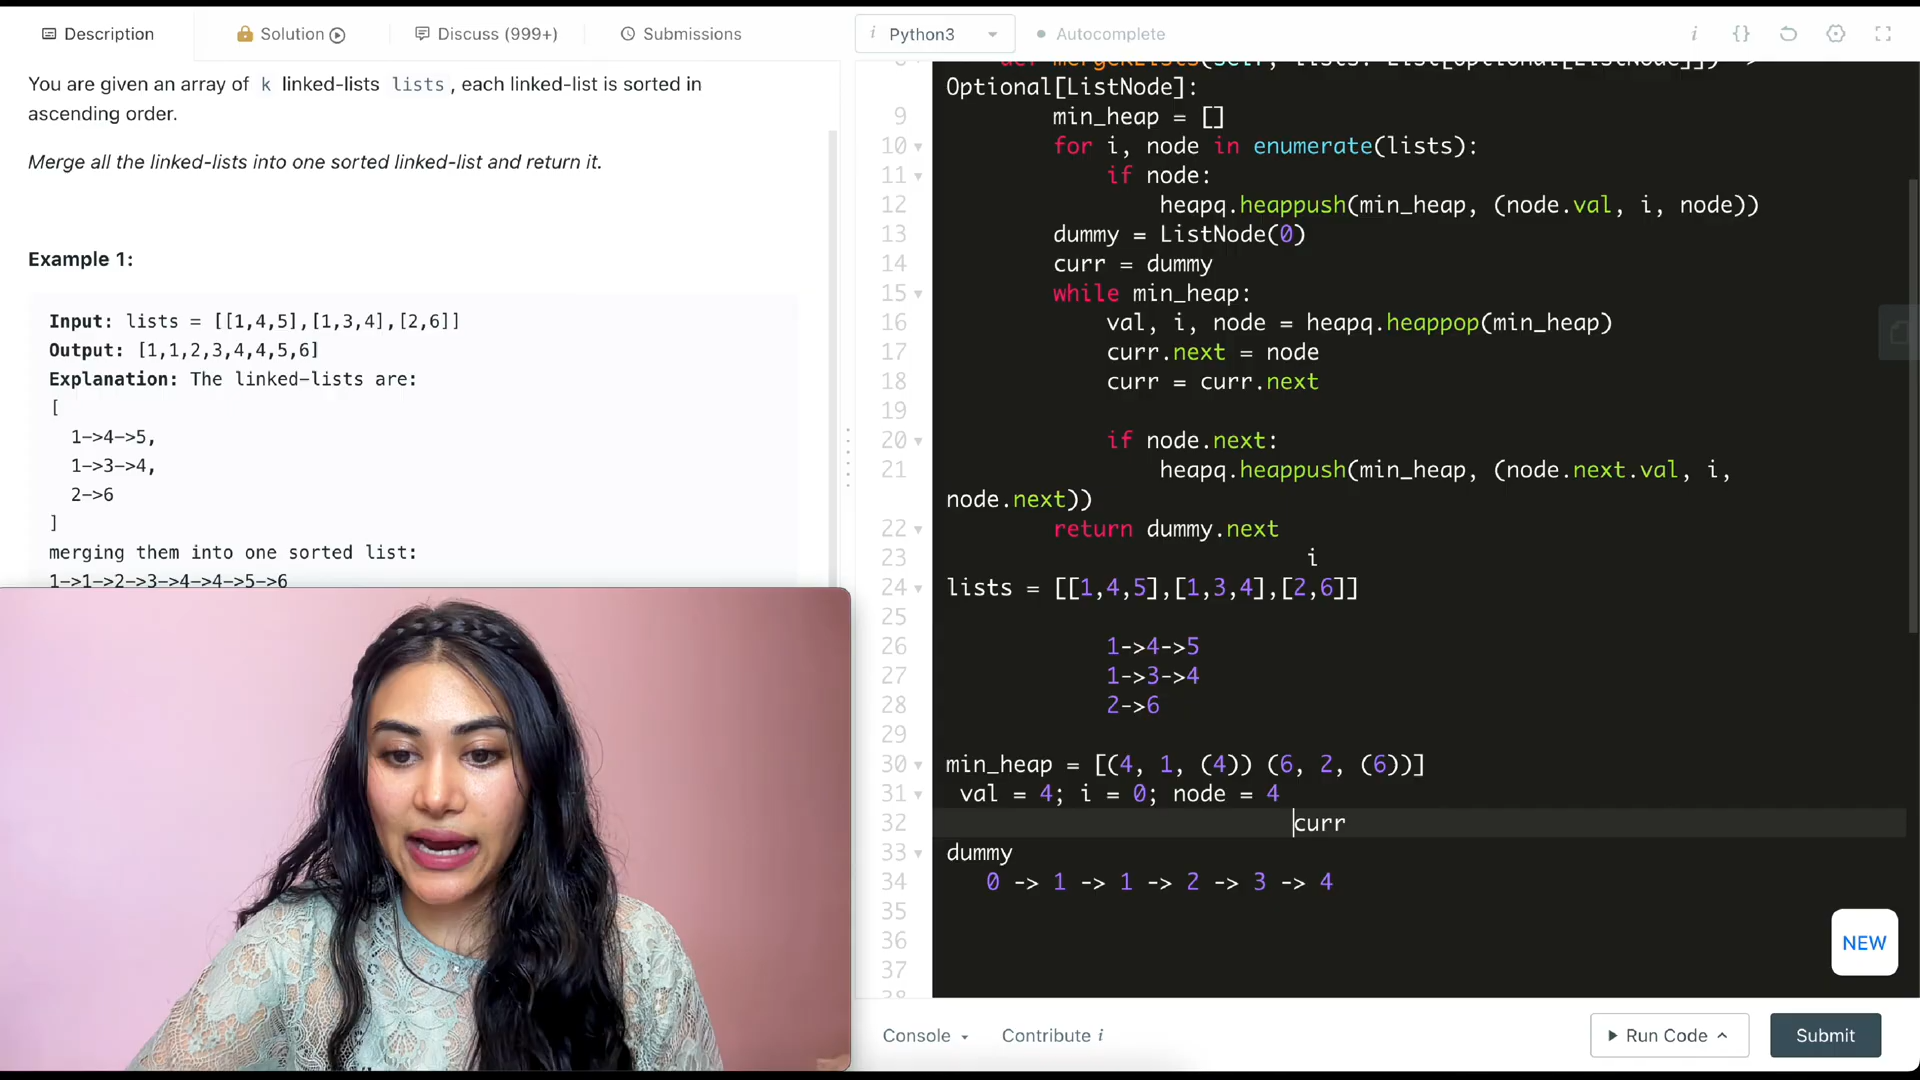 Description
Solution
Discuss (999+)
Submissions
i Python3
Autocomplete
i {}
You are given an array of k linked-lists lists, each linked-list is sorted in
ascending order.
Merge all the linked-lists into one sorted linked-list and return it.
Example 1:
Input: lists = [[1,4,5],[1,3,4],[2,6]]
Output: [1,1,2,3,4,4,5,6]
Explanation: The linked-lists are:
[
1->4->5,
1->3->4,
2->6
]
merging them into one sorted list:
1->1->2->3->4->4->5->6
8 def mergeKLists(self, lists: List[Optional[ListNode]]) ->
Optional[ListNode]:
9 min_heap = []
10 for i, node in enumerate(lists):
11 if node:
12 heapq.heappush(min_heap, (node.val, i, node))
13 dummy = ListNode(0)
14 curr = dummy
15 while min_heap:
16 val, i, node = heapq.heappop(min_heap)
17 curr.next = node
18 curr = curr.next
19
20 if node.next:
21 heapq.heappush(min_heap, (node.next.val, i,
node.next))
22 return dummy.next
23 i
24 lists = [[1,4,5],[1,3,4],[2,6]]
25
26 1->4->5
27 1->3->4
28 2->6
29
30 min_heap = [(4, 1, (4)) (6, 2, (6))]
31 val = 4; i = 0; node = 4
32 curr
33 dummy
34 0 -> 1 -> 1 -> 2 -> 3 -> 4
35
36
37
38
NEW
Console
Contribute i
Run Code
Submit